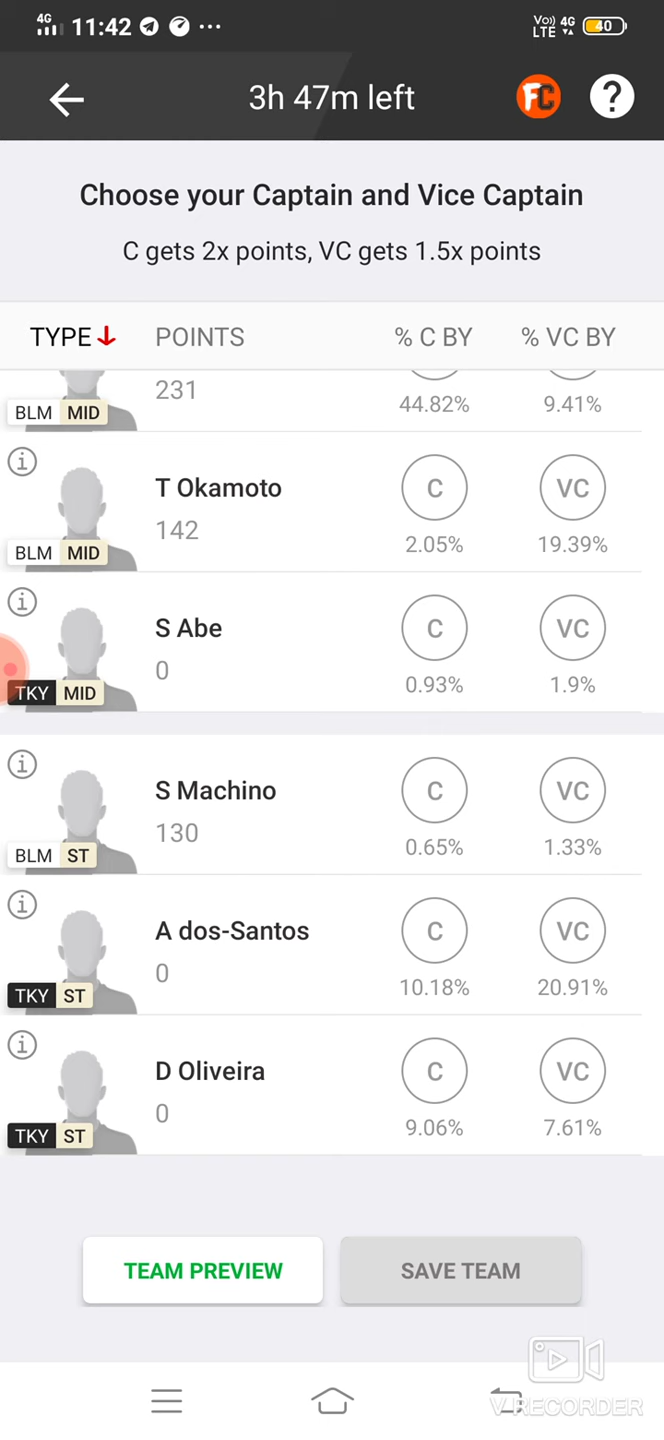 4G 11:42 ... Vo)) LTE 4G 40
3h 47m left FC ?
Choose your Captain and Vice Captain
C gets 2x points, VC gets 1.5x points
TYPE POINTS % C BY % VC BY
231
BLM MID 44.82% 9.41%
T Okamoto C VC
142
BLM MID 2.05% 19.39%
S Abe C VC
0
TKY MID 0.93% 1.9%
S Machino C VC
130
BLM ST 0.65% 1.33%
A dos-Santos C VC
0
TKY ST 10.18% 20.91%
D Oliveira C VC
0
TKY ST 9.06% 7.61%
TEAM PREVIEW SAVE TEAM
V RECORDER